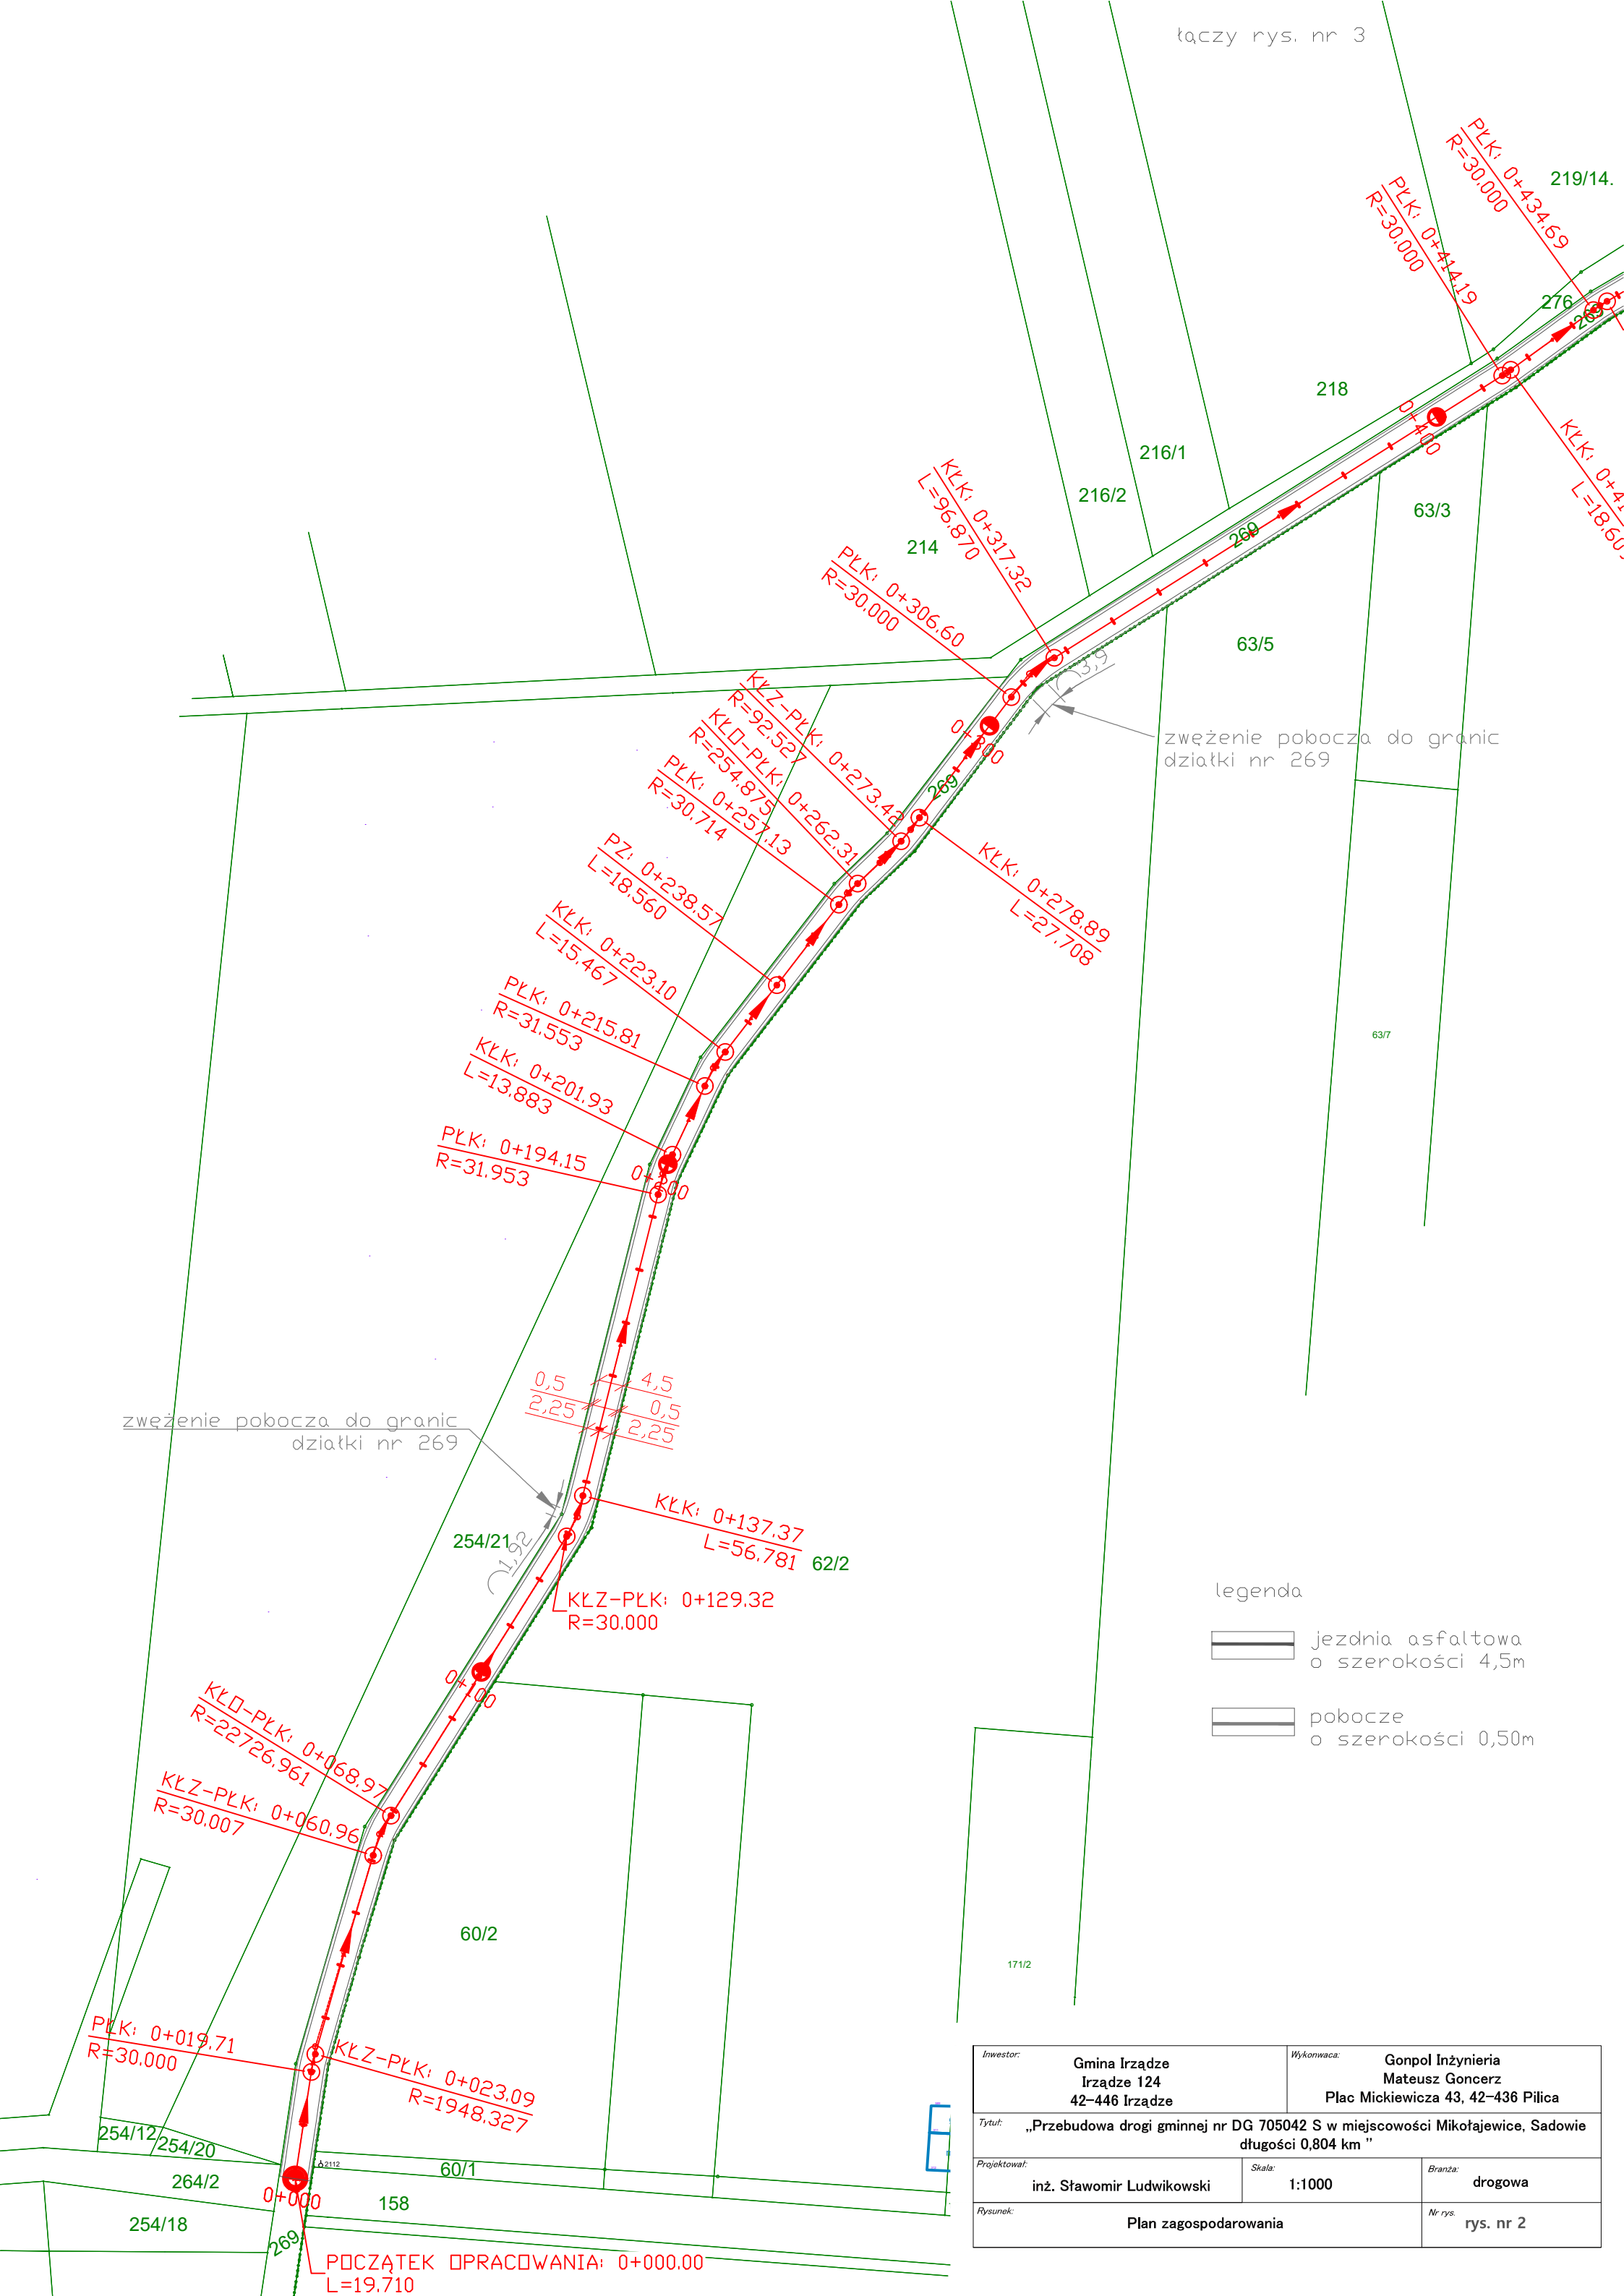 łączy rys. nr 3
PŁK: 0+434.69
R=30.000
219/14.
PŁK: 0+414.19
R=30.000
276
269
218
0+400
KŁK: 0+317.32
L=96.870
216/1
216/2
63/3
269
214
PŁK: 0+306.60
R=30.000
63/5
3,9
zwężenie pobocza do granic
działki nr 269
KŁZ-PŁK: 0+273.42
R=92.527
KŁO-PŁK: 0+262.31
R=254.875
0+300
269
PŁK: 0+257.13
R=30.714
PZ: 0+238.57
L=18.560
KŁK: 0+278.89
L=27.708
KŁK: 0+223.10
L=15.467
PŁK: 0+215.81
R=31.553
63/7
KŁK: 0+201.93
L=13.883
PŁK: 0+194.15
R=31.953
0+200
0,5
4,5
2,25
0,5
2,25
zwężenie pobocza do granic
działki nr 269
1,92
254/21
KŁK: 0+137.37
L=56.781
62/2
KŁZ-PŁK: 0+129.32
R=30.000
legenda
jezdnia asfaltowa
o szerokości 4,5m
pobocze
o szerokości 0,50m
0+100
KŁO-PŁK: 0+068.97
R=22726.961
KŁZ-PŁK: 0+060.96
R=30.007
60/2
171/2
PŁK: 0+019.71
R=30.000
KŁZ-PŁK: 0+023.09
R=1948.327
254/12
254/20
2112
60/1
264/2
0+000
158
254/18
269
POCZĄTEK OPRACOWANIA: 0+000.00
L=19.710
Inwestor:
Gmina Irządze
Irządze 124
42-446 Irządze
Wykonwaca:
Gonpol Inżynieria
Mateusz Goncerz
Plac Mickiewicza 43, 42-436 Pilica
Tytuł:
„Przebudowa drogi gminnej nr DG 705042 S w miejscowości Mikołajewice, Sadowie
długości 0,804 km ”
Projektował:
inż. Sławomir Ludwikowski
Skala:
1:1000
Branża:
drogowa
Rysunek:
Plan zagospodarowania
Nr rys.
rys. nr 2